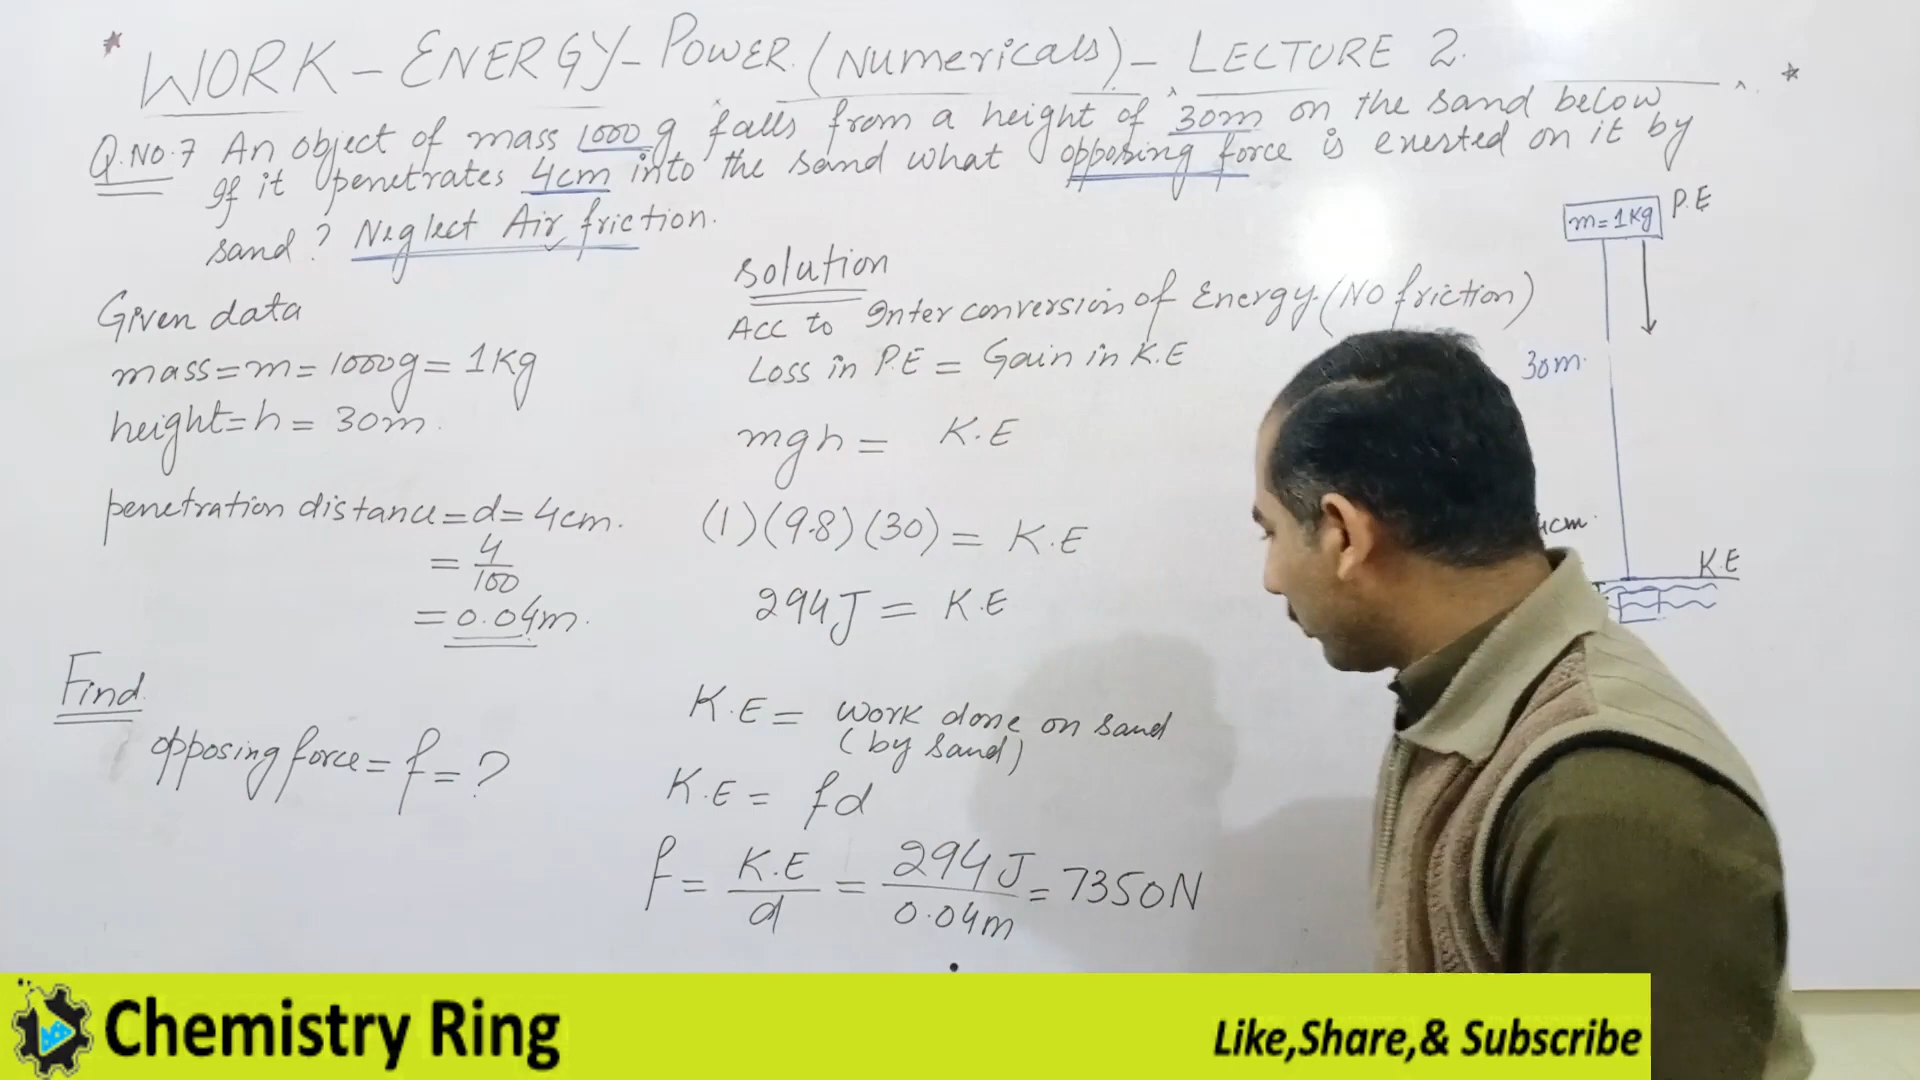 * WORK - ENERGY - POWER (Numericals) - LECTURE 2. *
Q.NO.7 An object of mass 1000g falls from a height of 30m on the sand below
If it penetrates 4cm into the sand what opposing force is exerted on it by
sand? Neglect Air friction.
Given data
mass = m = 1000g = 1Kg
height = h = 30m.
penetration distance = d = 4cm.
= 4/100
= 0.04m.
Find
opposing force = f = ?
Solution
Acc to Inter conversion of Energy (NO friction)
Loss in P.E = Gain in K.E
mgh = K.E
(1)(9.8)(30) = K.E
294J = K.E
K.E = work done on sand
(by sand)
K.E = fd
f = K.E/d = 294J/0.04m = 7350N
m=1Kg P.E
30m.
4cm.
K.E
Chemistry Ring
Like,Share,& Subscribe